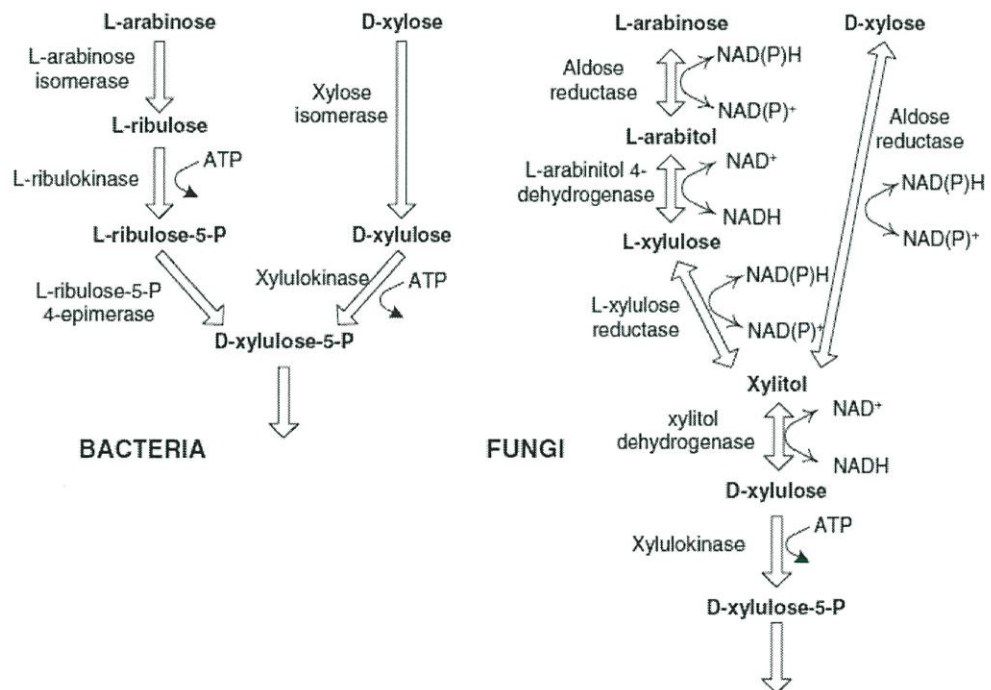 L-arabinose
D-xylose
L-arabinose
isomerase
Xylose
isomerase
L-ribulose
L-ribulokinase
ATP
L-ribulose-5-P
D-xylulose
L-ribulose-5-P
4-epimerase
Xylulokinase
ATP
D-xylulose-5-P
BACTERIA
L-arabinose
D-xylose
Aldose
reductase
NAD(P)H
NAD(P)+
Aldose
reductase
L-arabitol
L-arabinitol 4-
dehydrogenase
NAD+
NADH
NAD(P)H
NAD(P)+
L-xylulose
L-xylulose
reductase
NAD(P)H
NAD(P)+
Xylitol
FUNGI
xylitol
dehydrogenase
NAD+
NADH
D-xylulose
Xylulokinase
ATP
D-xylulose-5-P